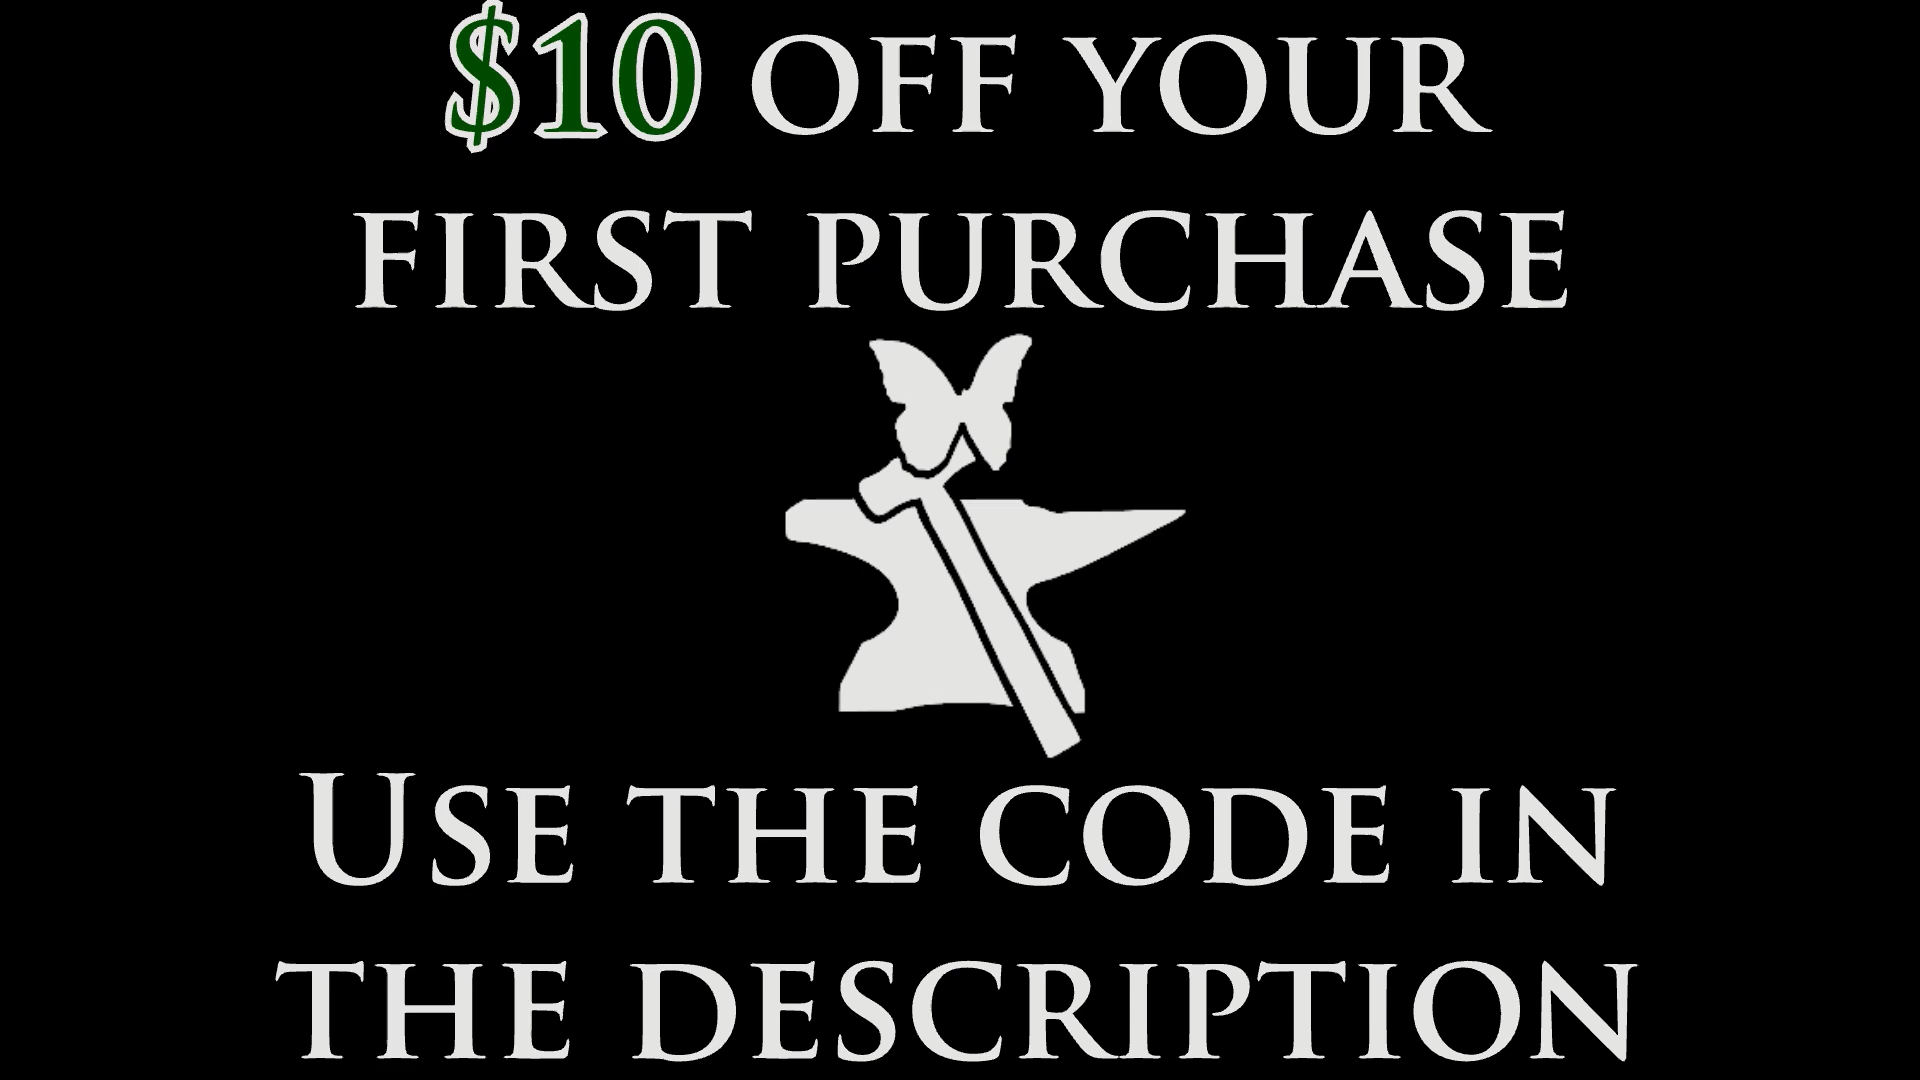 $10 OFF YOUR
FIRST PURCHASE
USE THE CODE IN
THE DESCRIPTION